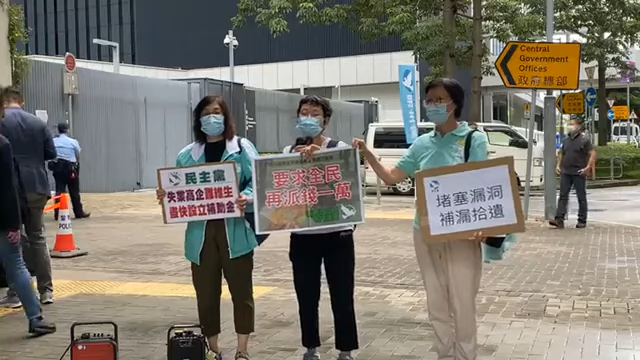 Central
Government
Offices
政府總部
民主黨
失業高企難維生
盡快設立補助金
要求全民
再派錢一萬
堵塞漏洞
補漏拾遺